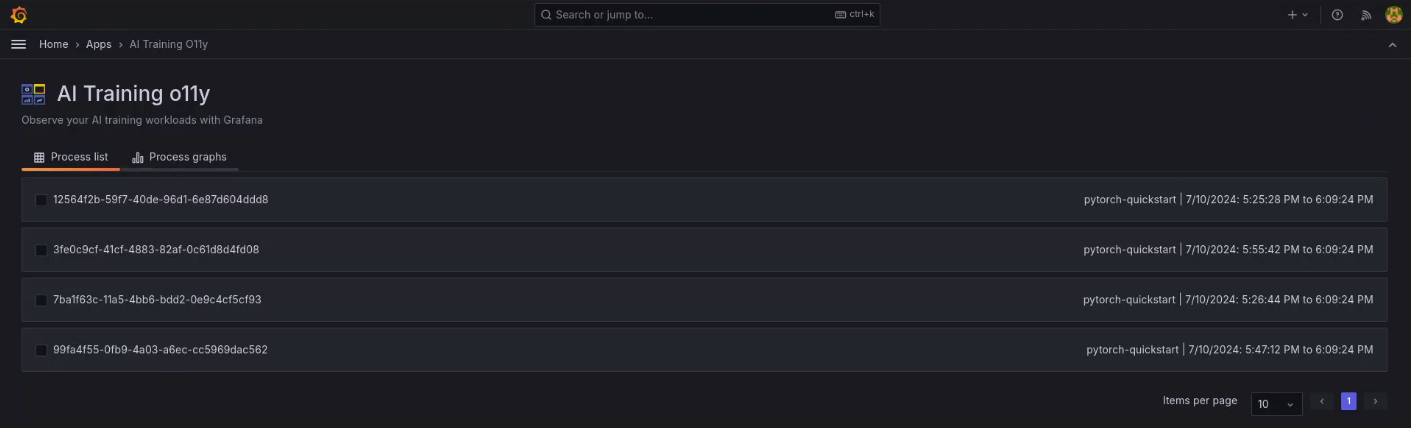 Search or jump to... ctrl+k
Home > Apps > AI Training O11y
AI Training o11y
Observe your AI training workloads with Grafana
Process list Process graphs
12564f2b-59f7-40de-96d1-6e87d604ddd8 pytorch-quickstart | 7/10/2024: 5:25:28 PM to 6:09:24 PM
3fe0c9cf-41cf-4883-82af-0c61d8d4fd08 pytorch-quickstart | 7/10/2024: 5:55:42 PM to 6:09:24 PM
7ba1f63c-11a5-4bb6-bdd2-0e9c4cf5cf93 pytorch-quickstart | 7/10/2024: 5:26:44 PM to 6:09:24 PM
99fa4f55-0fb9-4a03-a6ec-cc5969dac562 pytorch-quickstart | 7/10/2024: 5:47:12 PM to 6:09:24 PM
Items per page 10 < 1 >